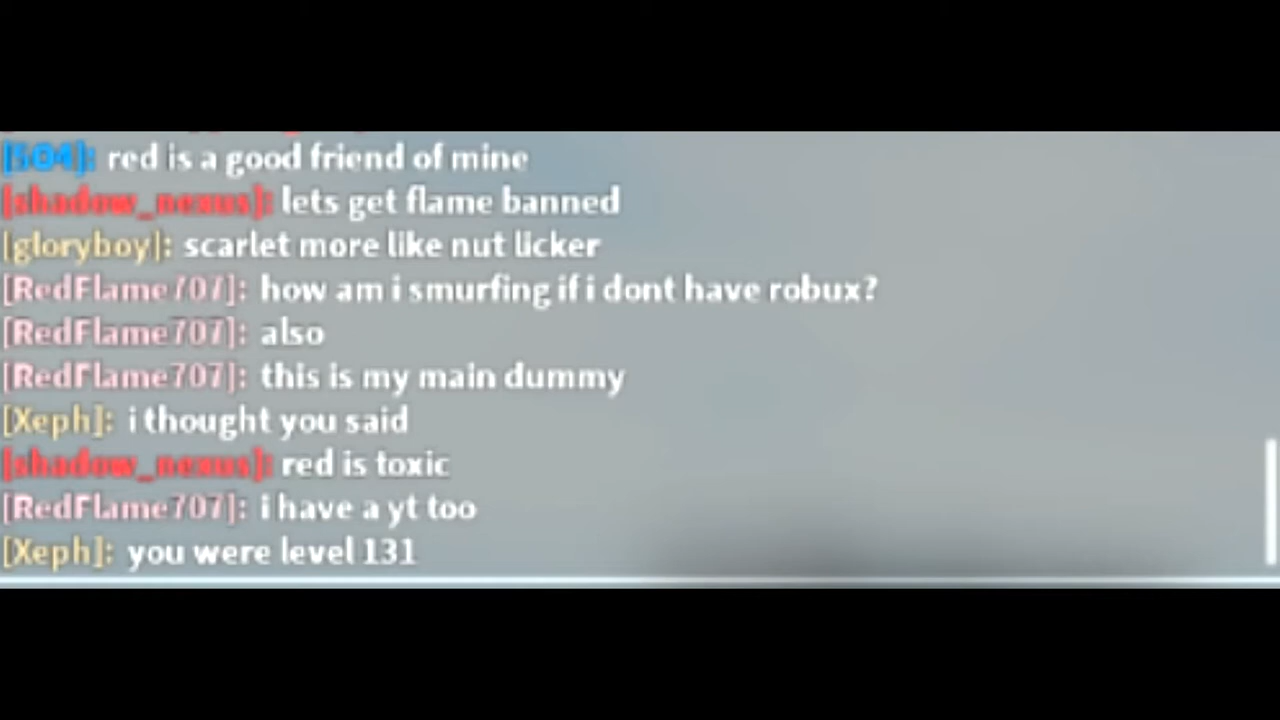 [504]: red is a good friend of mine
[shadow_nexus]: lets get flame banned
[gloryboy]: scarlet more like nut licker
[RedFlame707]: how am i smurfing if i dont have robux?
[RedFlame707]: also
[RedFlame707]: this is my main dummy
[Xeph]: i thought you said
[shadow_nexus]: red is toxic
[RedFlame707]: i have a yt too
[Xeph]: you were level 131